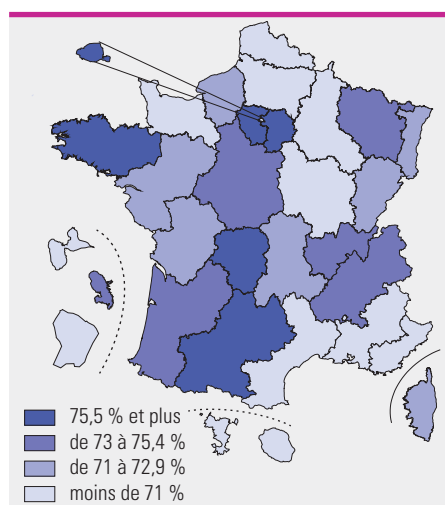 75,5 % et plus
de 73 à 75,4 %
de 71 à 72,9 %
moins de 71 %